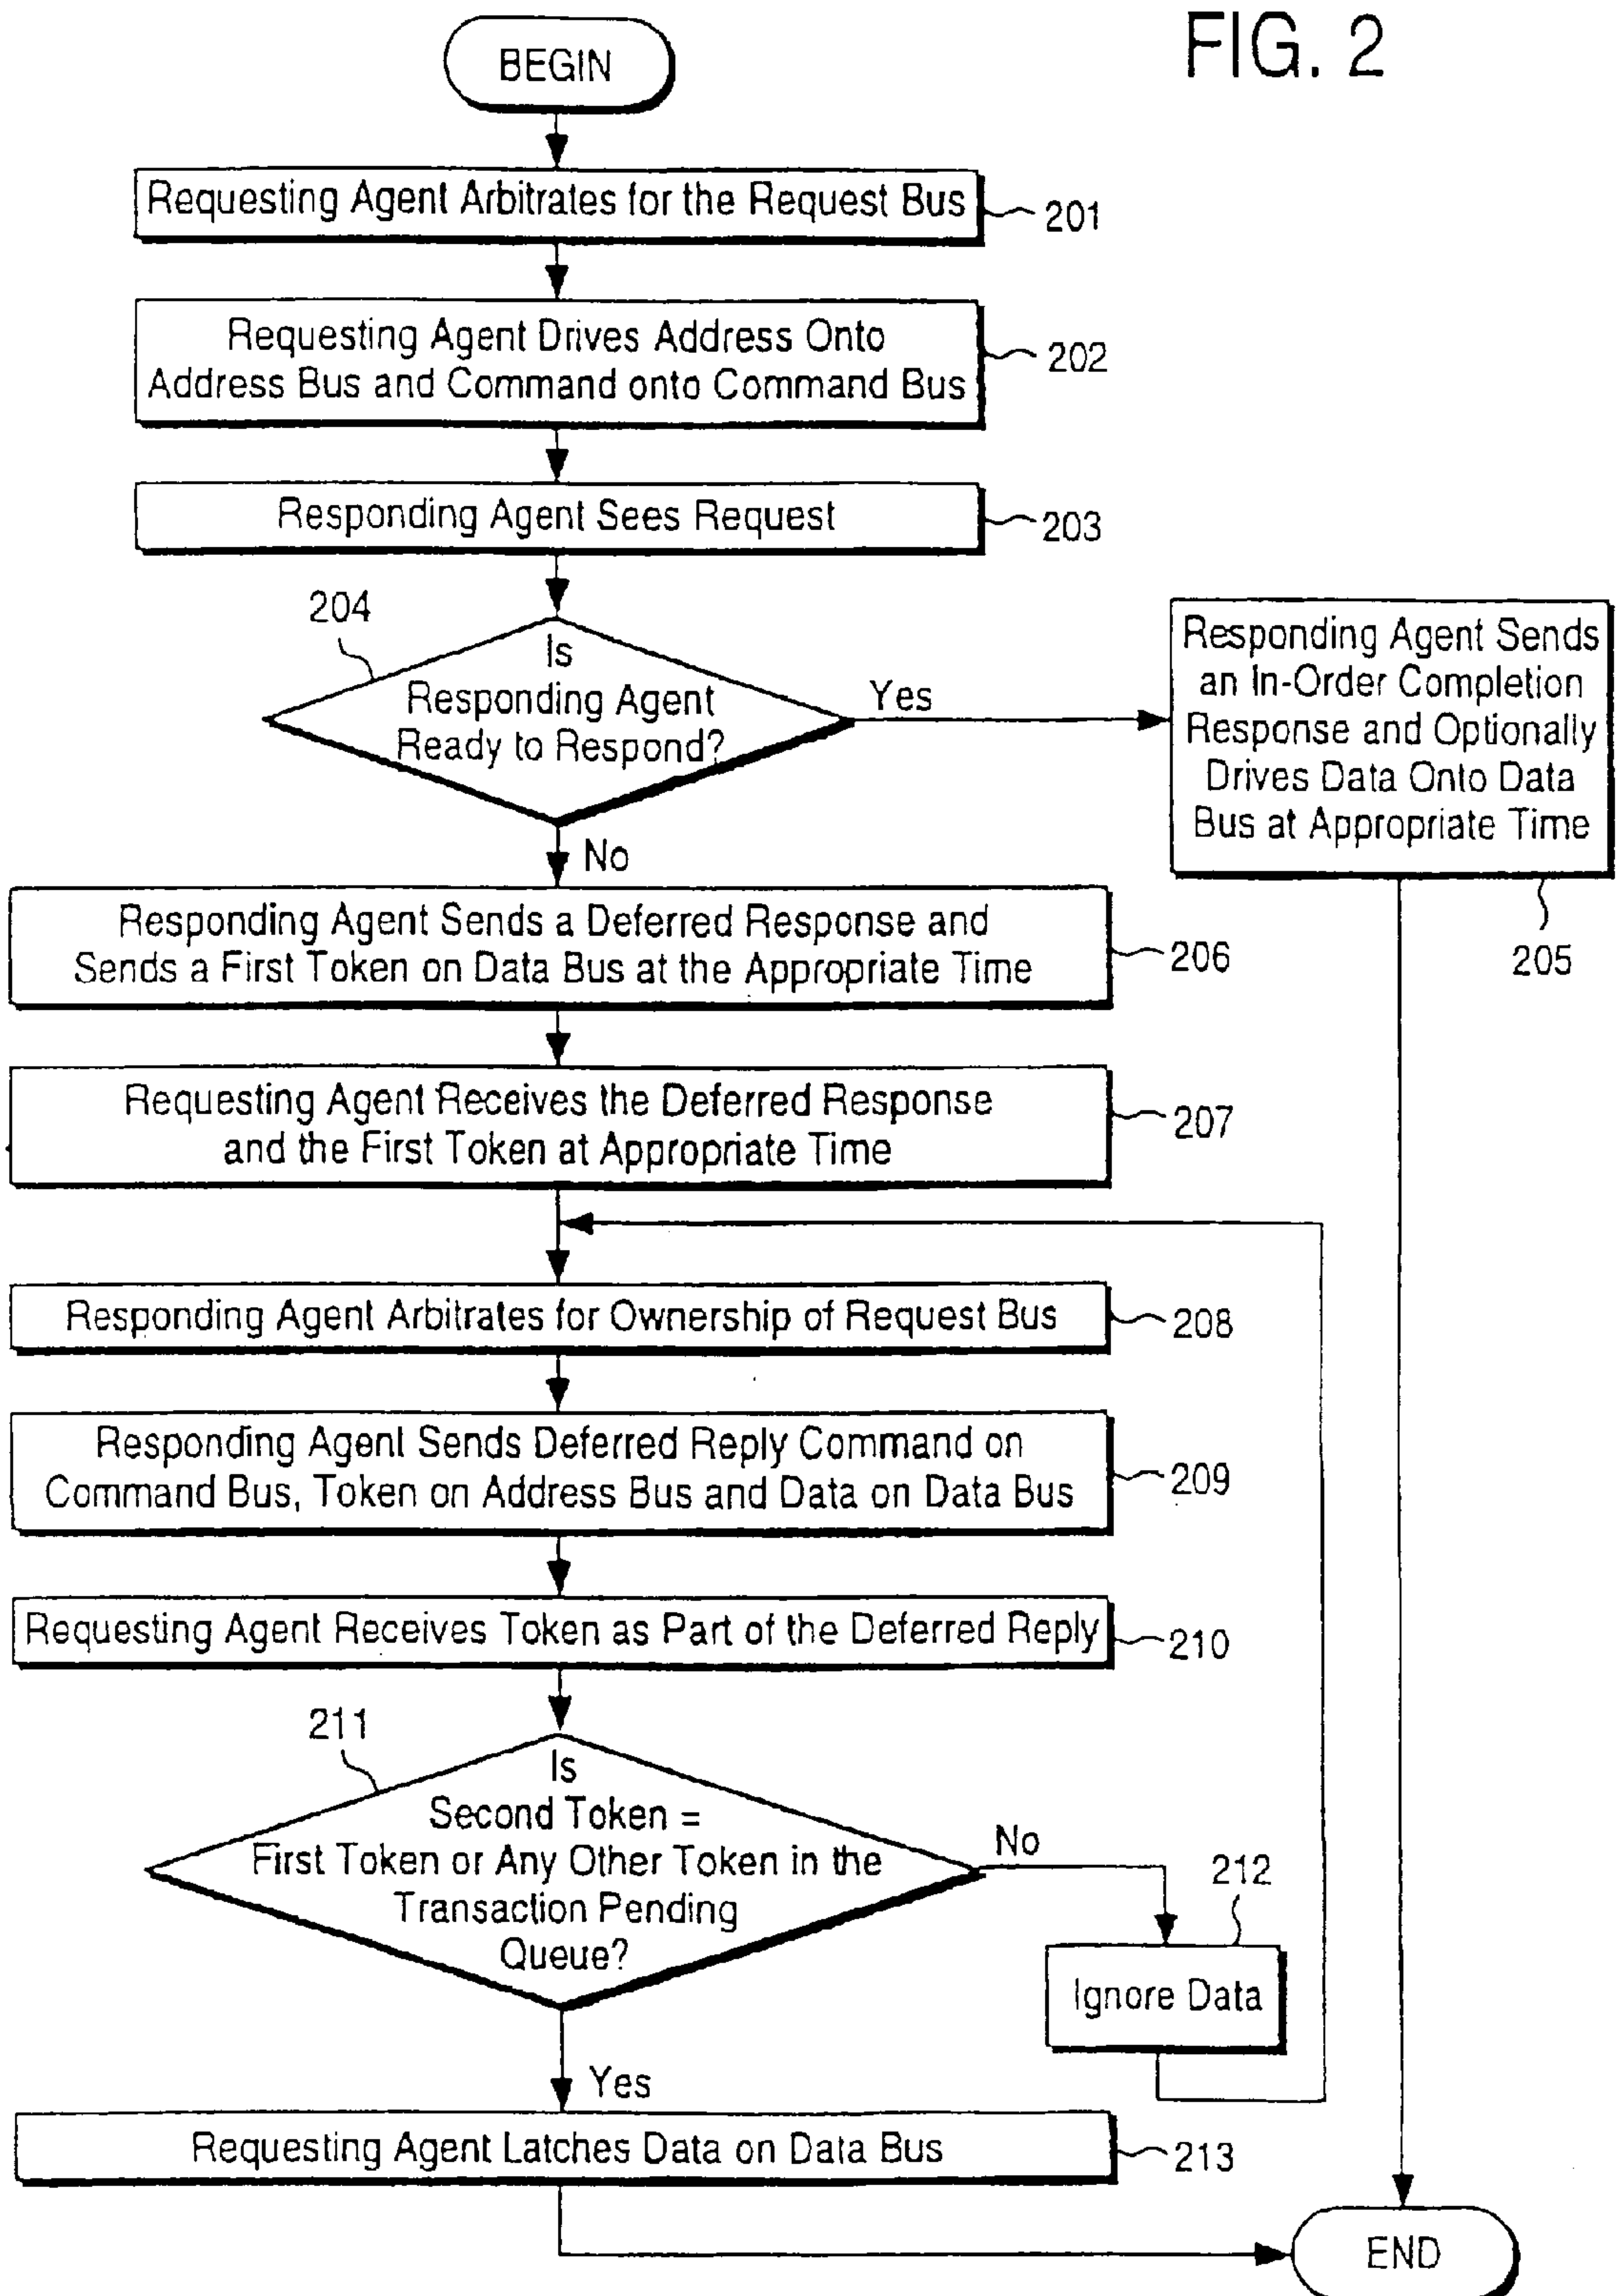 FIG. 2
BEGIN
Requesting Agent Arbitrates for the Request Bus
201
Requesting Agent Drives Address Onto
Address Bus and Command onto Command Bus
202
Responding Agent Sees Request
203
204
Is
Responding Agent
Ready to Respond?
Yes
No
Responding Agent Sends
an In-Order Completion
Response and Optionally
Drives Data Onto Data
Bus at Appropriate Time
205
Responding Agent Sends a Deferred Response and
Sends a First Token on Data Bus at the Appropriate Time
206
Requesting Agent Receives the Deferred Response
and the First Token at Appropriate Time
207
Responding Agent Arbitrates for Ownership of Request Bus
208
Responding Agent Sends Deferred Reply Command on
Command Bus, Token on Address Bus and Data on Data Bus
209
Requesting Agent Receives Token as Part of the Deferred Reply
210
211
Is
Second Token =
First Token or Any Other Token in the
Transaction Pending
Queue?
No
212
Ignore Data
Yes
Requesting Agent Latches Data on Data Bus
213
END